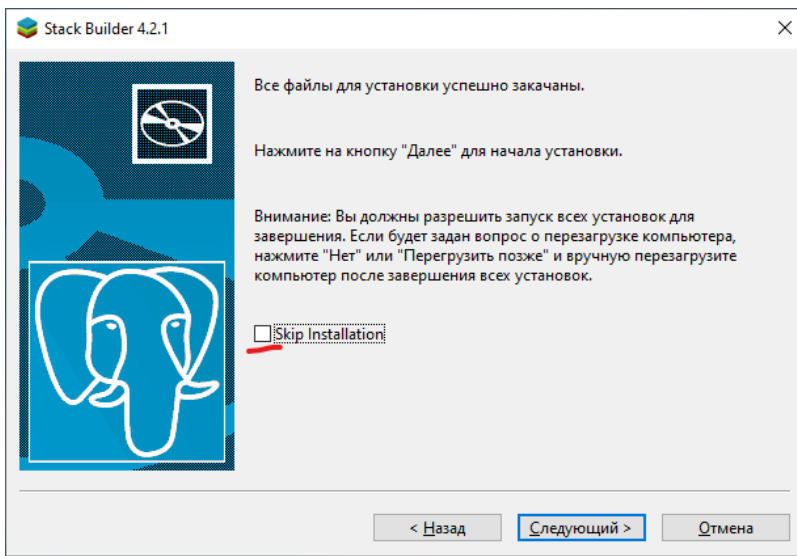 Stack Builder 4.2.1
Все файлы для установки успешно закачаны.
Нажмите на кнопку "Далее" для начала установки.
Внимание: Вы должны разрешить запуск всех установок для
завершения. Если будет задан вопрос о перезагрузке компьютера,
нажмите "Нет" или "Перегрузить позже" и вручную перезагрузите
компьютер после завершения всех установок.
Skip Installation
< Назад
Следующий >
Отмена